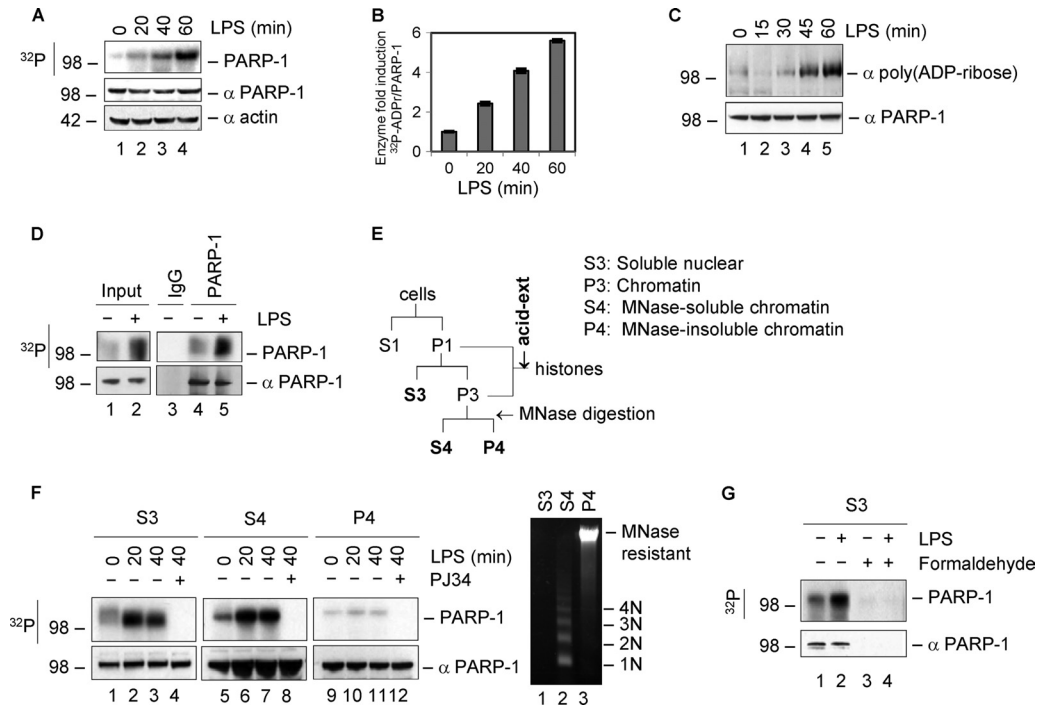 A
0 20 40 60 LPS (min)
32P 98 – – PARP-1
98 – – α PARP-1
42 – – α actin
1 2 3 4
B
Enzyme fold induction
32P-ADPr/PARP-1
6
4
2
0
0 20 40 60
LPS (min)
C
0 15 30 45 60 LPS (min)
98 – – α poly(ADP-ribose)
98 – – α PARP-1
1 2 3 4 5
D
Input IgG PARP-1
– + – + LPS
32P 98 – – PARP-1
98 – – α PARP-1
1 2 3 4 5
E
cells
S1 P1
S3 P3
S4 P4
acid-ext
histones
← MNase digestion
S3: Soluble nuclear
P3: Chromatin
S4: MNase-soluble chromatin
P4: MNase-insoluble chromatin
F
S3 S4 P4
0 20 40 40 0 20 40 40 0 20 40 40 LPS (min)
– – – + – – – + – – – + PJ34
32P 98 – – PARP-1
98 – – α PARP-1
1 2 3 4 5 6 7 8 9 10 11 12
S3 S4 P4
– MNase
resistant
– 4N
– 3N
– 2N
– 1N
1 2 3
G
S3
– + – + LPS
– – + + Formaldehyde
32P 98 – – PARP-1
98 – – α PARP-1
1 2 3 4